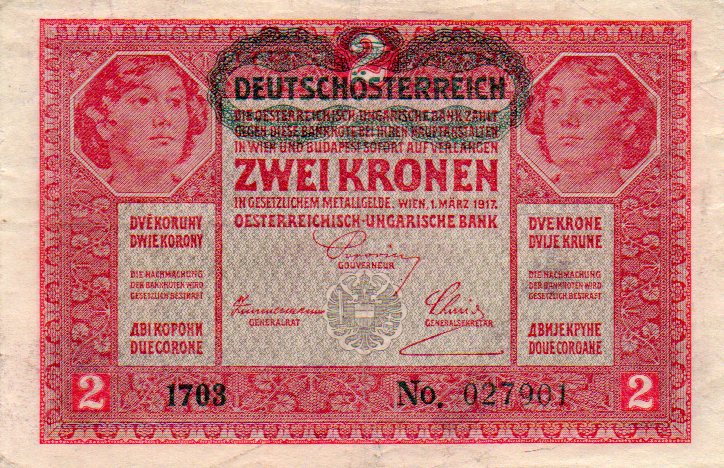 2
DEUTSCHÖSTERREICH
DIE OESTERREICHISCH-UNGARISCHE BANK ZAHLT
GEGEN DIESE BANKNOTE BEI IHREN HAUPTANSTALTEN
IN WIEN UND BUDAPEST SOFORT AUF VERLANGEN
ZWEI KRONEN
IN GESETZLICHEM METALLGELDE. WIEN, 1. MÄRZ 1917.
OESTERREICHISCH-UNGARISCHE BANK
DVĚ KORUNY
DWIE KORONY
DIE NACHMACHUNG
DER BANKNOTEN WIRD
GESETZLICH BESTRAFT
ДВІ КОРОНИ
DUE CORONE
GOUVERNEUR
GENERALRAT
GENERALSEKRETÄR
DVE KRONE
DVIJE KRUNE
DIE NACHMACHUNG
DER BANKNOTEN WIRD
GESETZLICH BESTRAFT
ДВИЈЕ КРУНЕ
DOUE COROANE
2
1703
No. 027901
2